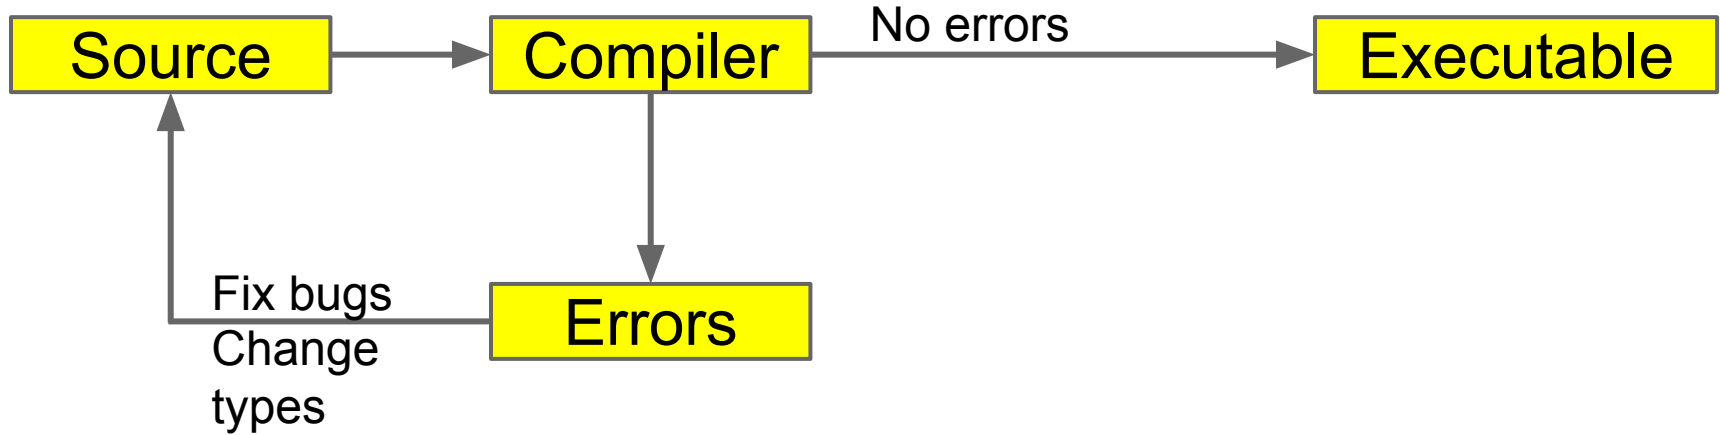 Source
Compiler
No errors
Executable
Fix bugs
Change
types
Errors